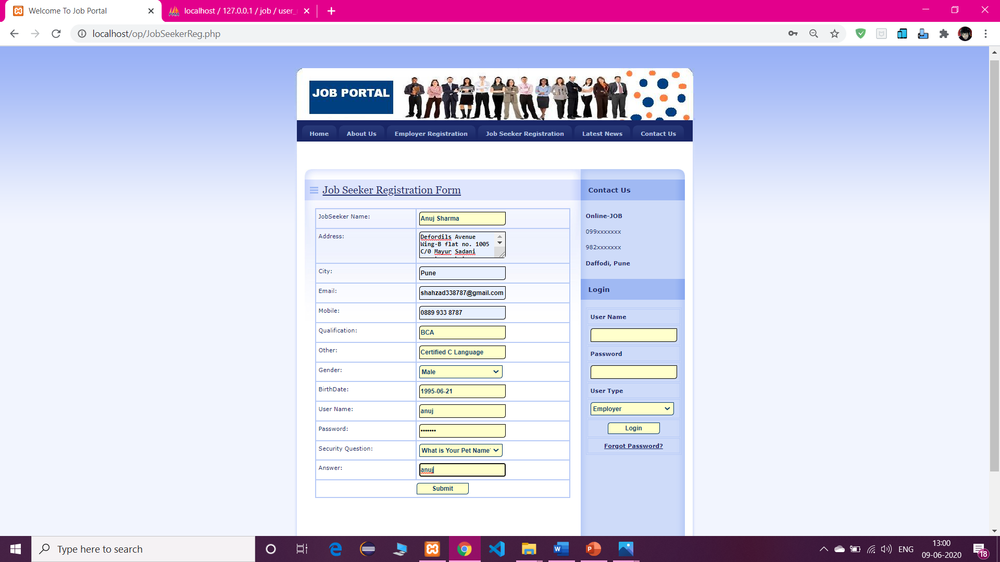 Welcome To Job Portal
localhost / 127.0.0.1 / job / user_
localhost/op/JobSeekerReg.php
JOB PORTAL
Home
About Us
Employer Registration
Job Seeker Registration
Latest News
Contact Us
Job Seeker Registration Form
JobSeeker Name:
Anuj Sharma
Address:
Defordils Avenue
Wing-B flat no. 1005
C/0 Mayur Sadani
City:
Pune
Email:
shahzad338787@gmail.com
Mobile:
0889 933 8787
Qualification:
BCA
Other:
Certified C Language
Gender:
Male
BirthDate:
1995-06-21
User Name:
anuj
Password:
•••••••
Security Question:
What is Your Pet Name?
Answer:
anuj
Submit
Contact Us
Online-JOB
099xxxxxxx
982xxxxxxx
Daffodi, Pune
Login
User Name
Password
User Type
Employer
Login
Forgot Password?
Type here to search
ENG
13:00
09-06-2020
18